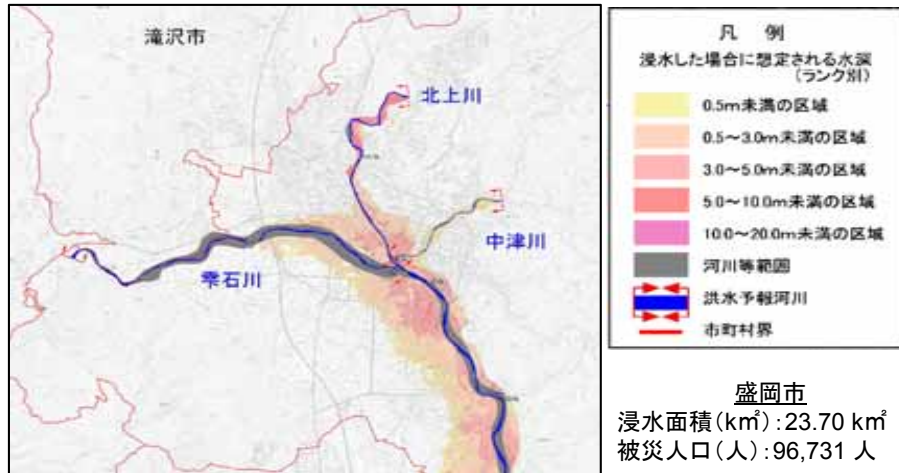 滝沢市
北上川
中津川
雫石川
凡 例
浸水した場合に想定される水深
(ランク別)
0.5m未満の区域
0.5~3.0m未満の区域
3.0~5.0m未満の区域
5.0~10.0m未満の区域
10.0~20.0m未満の区域
河川等範囲
洪水予報河川
市町村界
盛岡市
浸水面積(km²):23.70 km²
被災人口(人):96,731 人